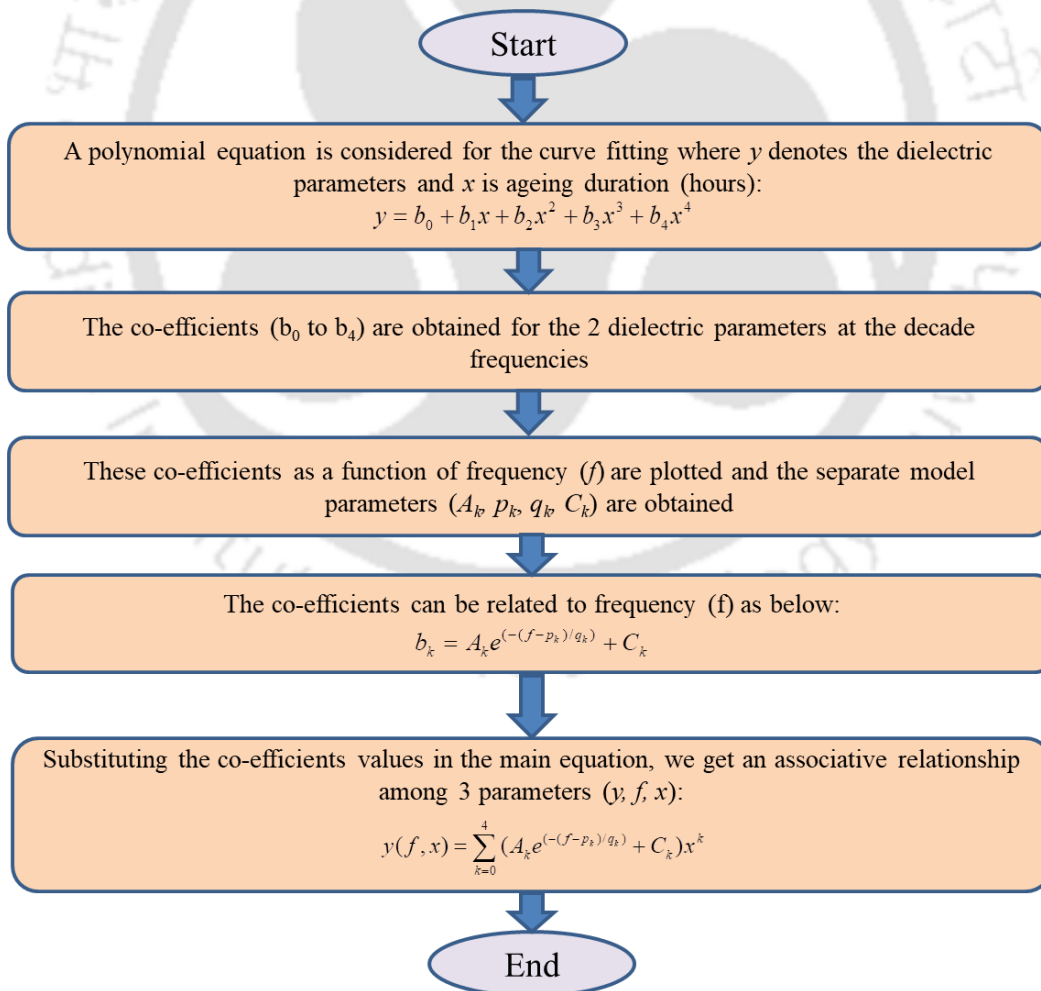 Start
A polynomial equation is considered for the curve fitting where y denotes the dielectric
parameters and x is ageing duration (hours):
y = b₀ + b₁x + b₂x² + b₃x³ + b₄x⁴
The co-efficients (b₀ to b₄) are obtained for the 2 dielectric parameters at the decade
frequencies
These co-efficients as a function of frequency (f) are plotted and the separate model
parameters (Aₖ, pₖ, qₖ, Cₖ) are obtained
The co-efficients can be related to frequency (f) as below:
bₖ = Aₖe^(-(f-pₖ)/qₖ) + Cₖ
Substituting the co-efficients values in the main equation, we get an associative relationship
among 3 parameters (y, f, x):
y(f,x) = ∑_{k=0}^{4} (Aₖe^(-(f-pₖ)/qₖ) + Cₖ)xᵏ
End